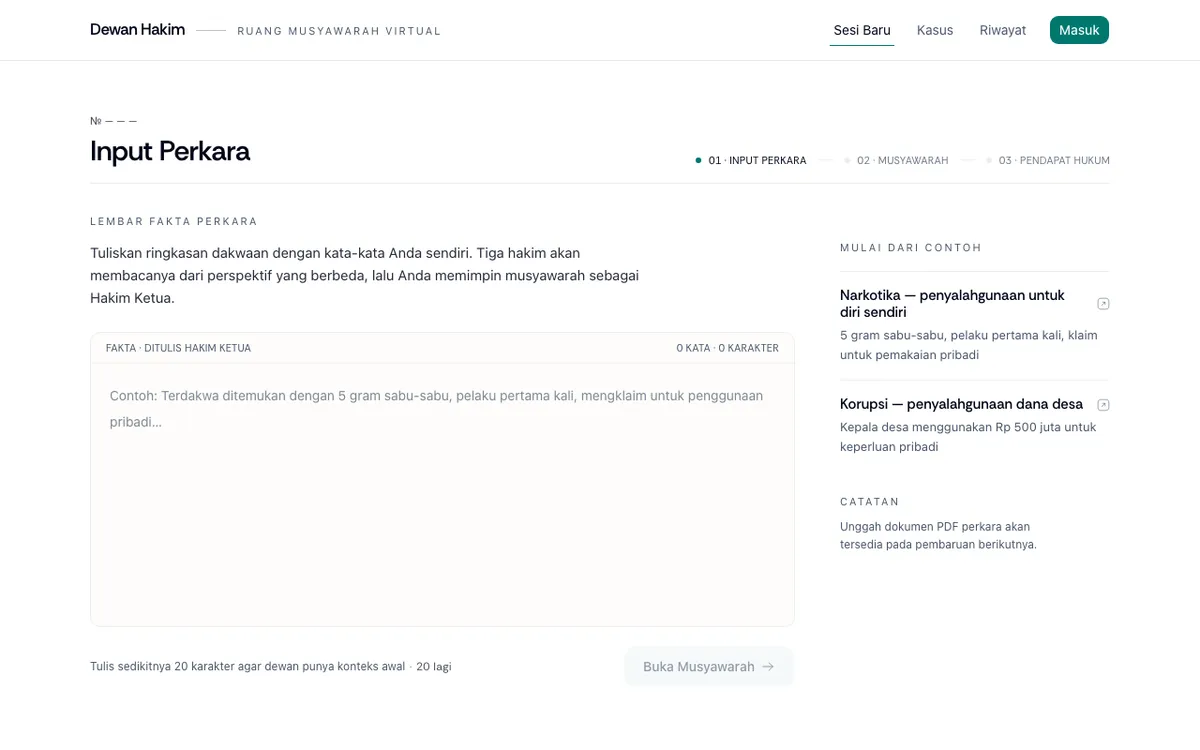 Dewan Hakim
RUANG MUSYAWARAH VIRTUAL
Sesi Baru
Kasus
Riwayat
Masuk
№ — — —
Input Perkara
01 · INPUT PERKARA
02 · MUSYAWARAH
03 · PENDAPAT HUKUM
LEMBAR FAKTA PERKARA
Tuliskan ringkasan dakwaan dengan kata-kata Anda sendiri. Tiga hakim akan
membacanya dari perspektif yang berbeda, lalu Anda memimpin musyawarah sebagai
Hakim Ketua.
FAKTA · DITULIS HAKIM KETUA
0 KATA · 0 KARAKTER
Contoh: Terdakwa ditemukan dengan 5 gram sabu-sabu, pelaku pertama kali, mengklaim untuk penggunaan
pribadi...
Tulis sedikitnya 20 karakter agar dewan punya konteks awal · 20 lagi
Buka Musyawarah →
MULAI DARI CONTOH
Narkotika — penyalahgunaan untuk
diri sendiri
5 gram sabu-sabu, pelaku pertama kali, klaim
untuk pemakaian pribadi
Korupsi — penyalahgunaan dana desa
Kepala desa menggunakan Rp 500 juta untuk
keperluan pribadi
CATATAN
Unggah dokumen PDF perkara akan
tersedia pada pembaruan berikutnya.